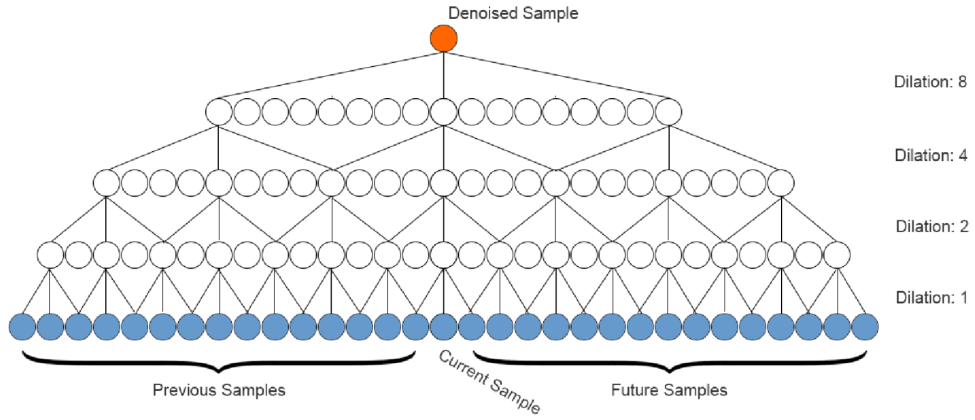 Denoised Sample
Dilation: 8
Dilation: 4
Dilation: 2
Dilation: 1
Previous Samples
Current Sample
Future Samples